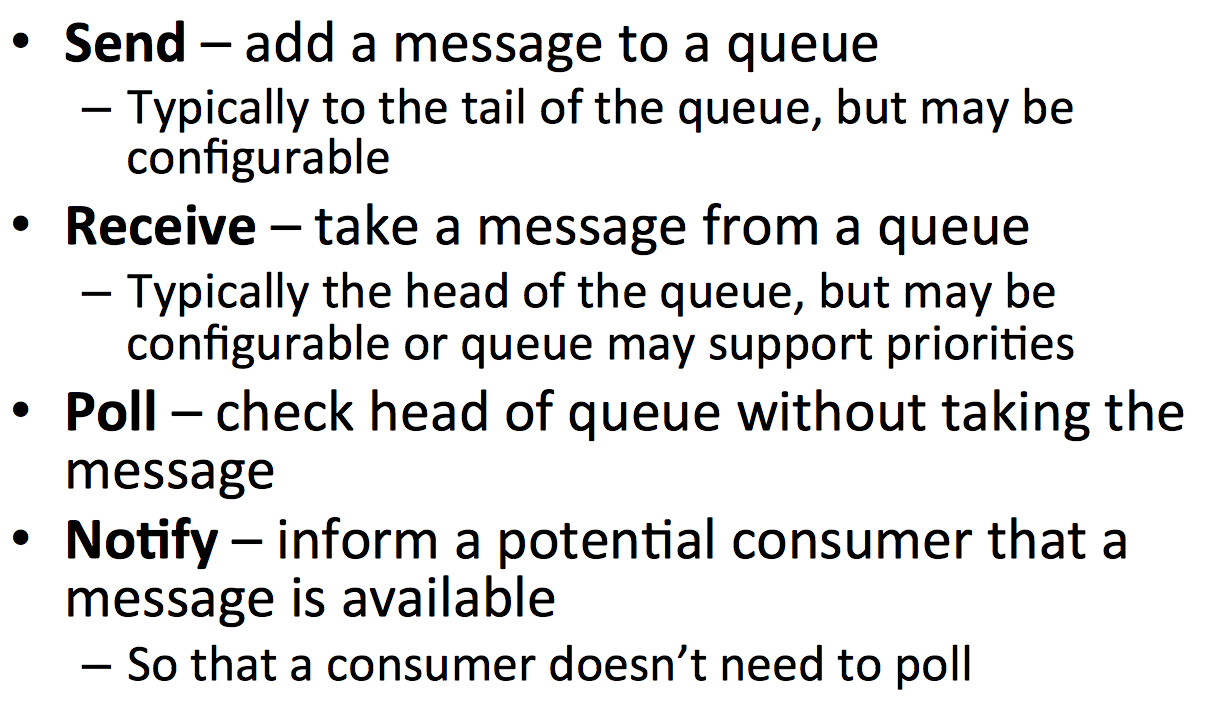 • Send – add a message to a queue
– Typically to the tail of the queue, but may be
configurable
• Receive – take a message from a queue
– Typically the head of the queue, but may be
configurable or queue may support priorities
• Poll – check head of queue without taking the
message
• Notify – inform a potential consumer that a
message is available
– So that a consumer doesn’t need to poll